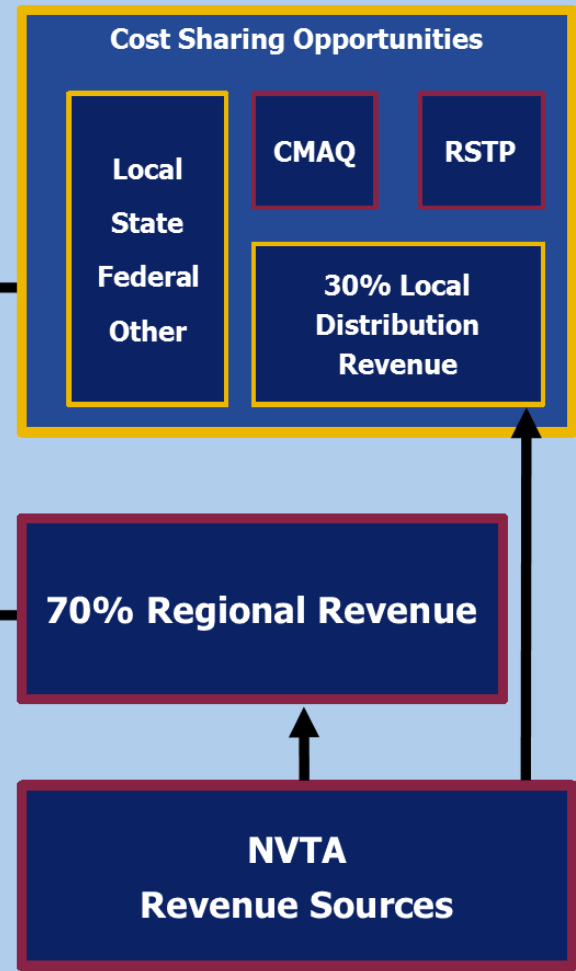 Cost Sharing Opportunities
Local
State
Federal
Other
CMAQ
RSTP
30% Local
Distribution
Revenue
70% Regional Revenue
NVTA
Revenue Sources